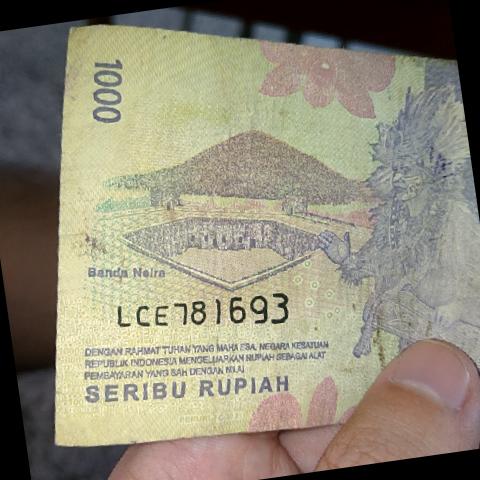 1000
Banda Neira
LCE781693
DENGAN RAHMAT TUHAN YANG MAHA ESA, NEGARA KESATUAN
REPUBLIK INDONESIA MENGELUARKAN RUPIAH SEBAGAI ALAT
PEMBAYARAN YANG SAH DENGAN NILAI
SERIBU RUPIAH